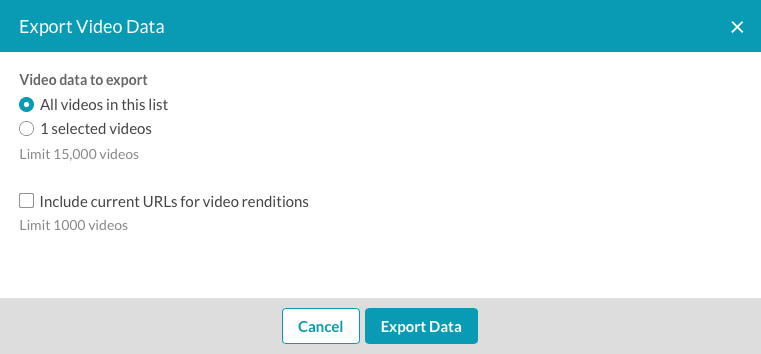 Export Video Data
Video data to export
All videos in this list
1 selected videos
Limit 15,000 videos
Include current URLs for video renditions
Limit 1000 videos
Cancel
Export Data